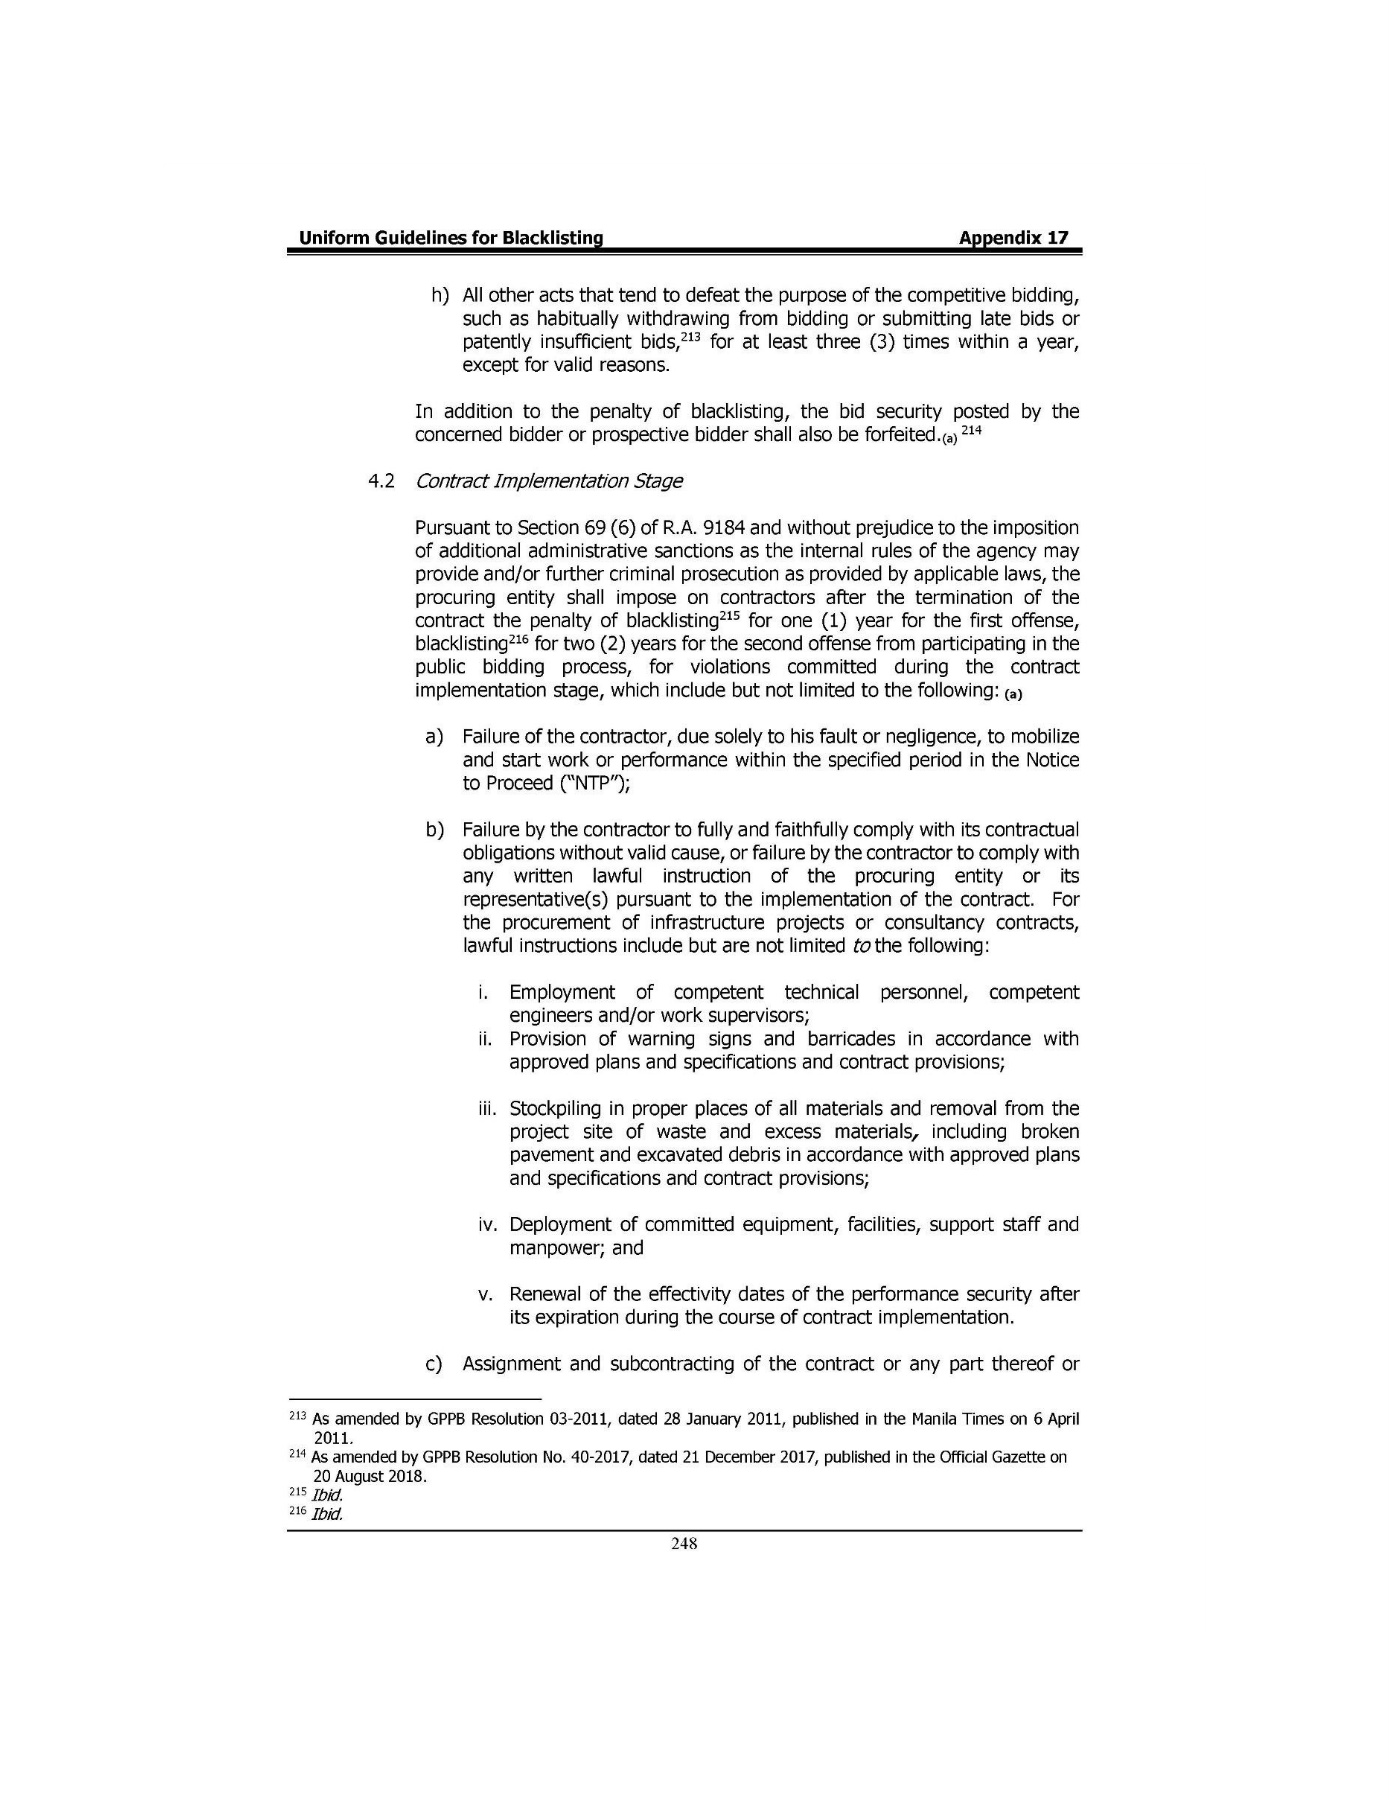 Uniform Guidelines for Blacklisting Appendix 17
h) All other acts that tend to defeat the purpose of the competitive bidding,
such as habitually withdrawing from bidding or submitting late bids or
patently insufficient bids,213 for at least three (3) times within a year,
except for valid reasons.
In addition to the penalty of blacklisting, the bid security posted by the
concerned bidder or prospective bidder shall also be forfeited.(a) 214
4.2 Contract Implementation Stage
Pursuant to Section 69 (6) of R.A. 9184 and without prejudice to the imposition
of additional administrative sanctions as the internal rules of the agency may
provide and/or further criminal prosecution as provided by applicable laws, the
procuring entity shall impose on contractors after the termination of the
contract the penalty of blacklisting215 for one (1) year for the first offense,
blacklisting216 for two (2) years for the second offense from participating in the
public bidding process, for violations committed during the contract
implementation stage, which include but not limited to the following: (a)
a) Failure of the contractor, due solely to his fault or negligence, to mobilize
and start work or performance within the specified period in the Notice
to Proceed (“NTP”);
b) Failure by the contractor to fully and faithfully comply with its contractual
obligations without valid cause, or failure by the contractor to comply with
any written lawful instruction of the procuring entity or its
representative(s) pursuant to the implementation of the contract. For
the procurement of infrastructure projects or consultancy contracts,
lawful instructions include but are not limited to the following:
i. Employment of competent technical personnel, competent
engineers and/or work supervisors;
ii. Provision of warning signs and barricades in accordance with
approved plans and specifications and contract provisions;
iii. Stockpiling in proper places of all materials and removal from the
project site of waste and excess materials, including broken
pavement and excavated debris in accordance with approved plans
and specifications and contract provisions;
iv. Deployment of committed equipment, facilities, support staff and
manpower; and
v. Renewal of the effectivity dates of the performance security after
its expiration during the course of contract implementation.
c) Assignment and subcontracting of the contract or any part thereof or
213 As amended by GPPB Resolution 03-2011, dated 28 January 2011, published in the Manila Times on 6 April
2011.
214 As amended by GPPB Resolution No. 40-2017, dated 21 December 2017, published in the Official Gazette on
20 August 2018.
215 Ibid.
216 Ibid.
248